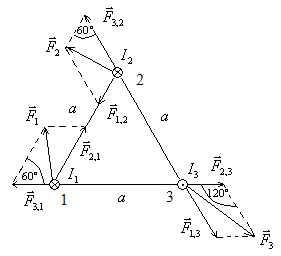 60° F⃗₃,₂
F⃗₂ I₂
2
a F⃗₁,₂
F⃗₁ a
F⃗₂,₁
60° I₁ I₃ F⃗₂,₃
120°
F⃗₃,₁ 1 a 3 F⃗₁,₃ F⃗₃